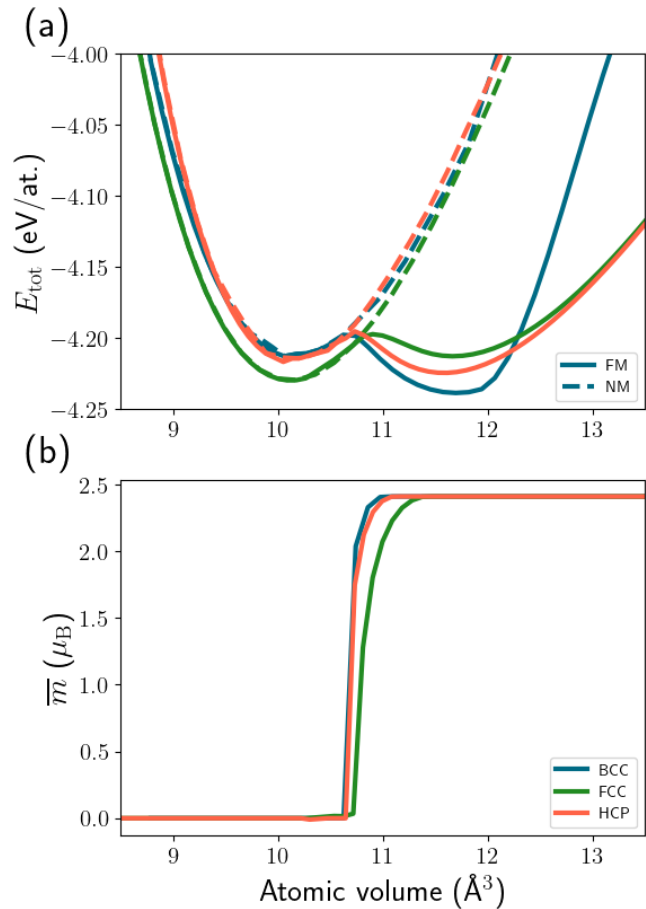 (a)
−4.00
−4.05
−4.10
−4.15
−4.20
−4.25
E_tot (eV/at.)
FM
NM
9 10 11 12 13
(b)
2.5
2.0
1.5
1.0
0.5
0.0
m̅ (μ_B)
BCC
FCC
HCP
9 10 11 12 13
Atomic volume (Å³)